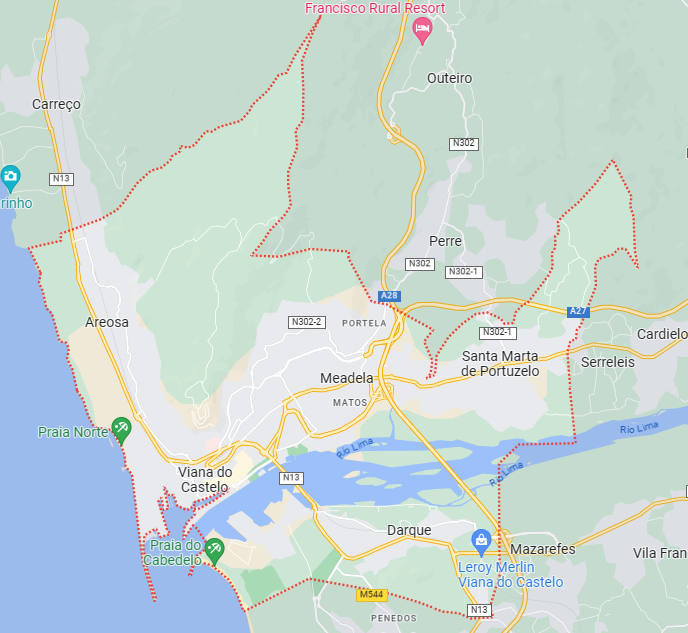 Francisco Rural Resort
Outeiro
Carreço
N302
N13
rinho
Perre
N302
N302-1
A28
A27
Areosa
N302-2
PORTELA
N302-1
Cardielo
Santa Marta
de Portuzelo
Serreleis
Meadela
MATOS
Praia Norte
Rio Lima
Rio Lima
Viana do
Castelo
Rio Lima
N13
Darque
Praia do
Cabedelo
Mazarefes
Vila Fran
Leroy Merlin
Viana do Castelo
M544
N13
PENEDOS